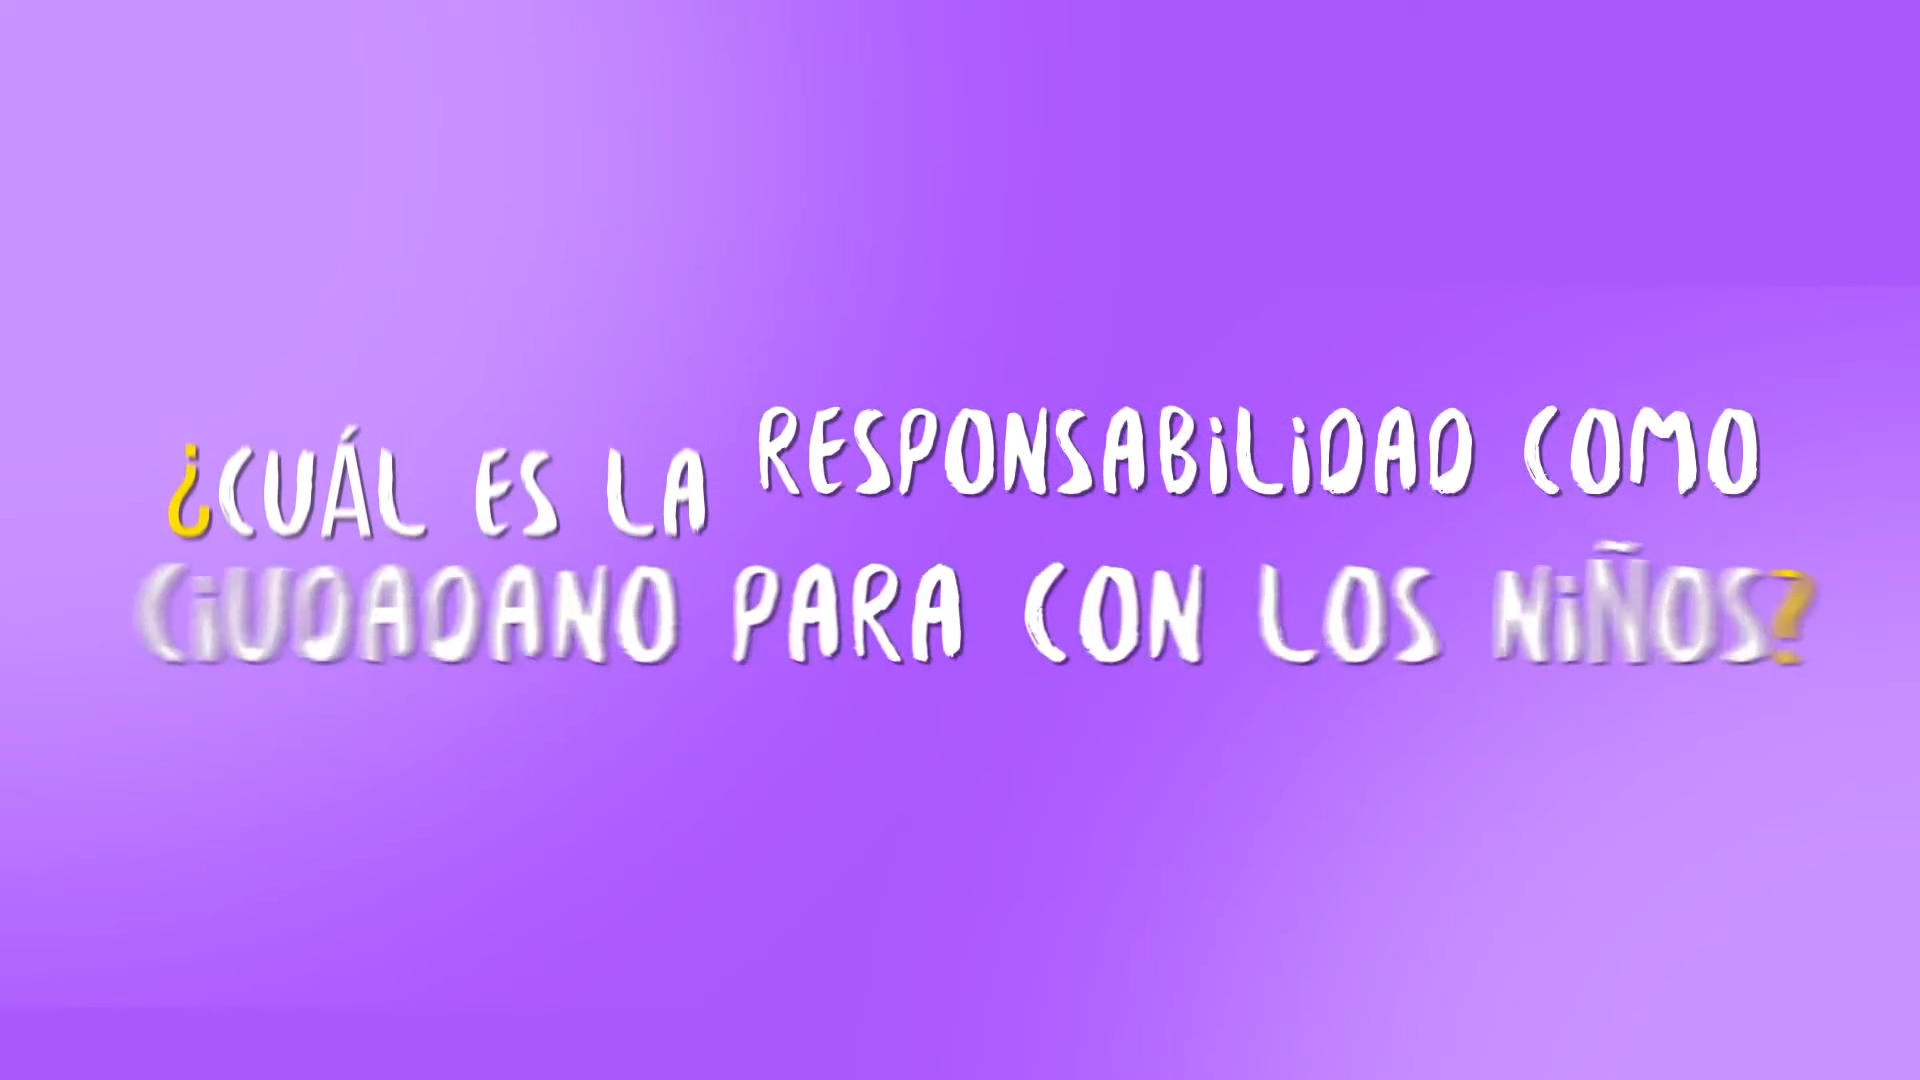 ¿CUÁL ES LA RESPONSABILIDAD COMO
CIUDADANO PARA CON LOS NIÑOS?